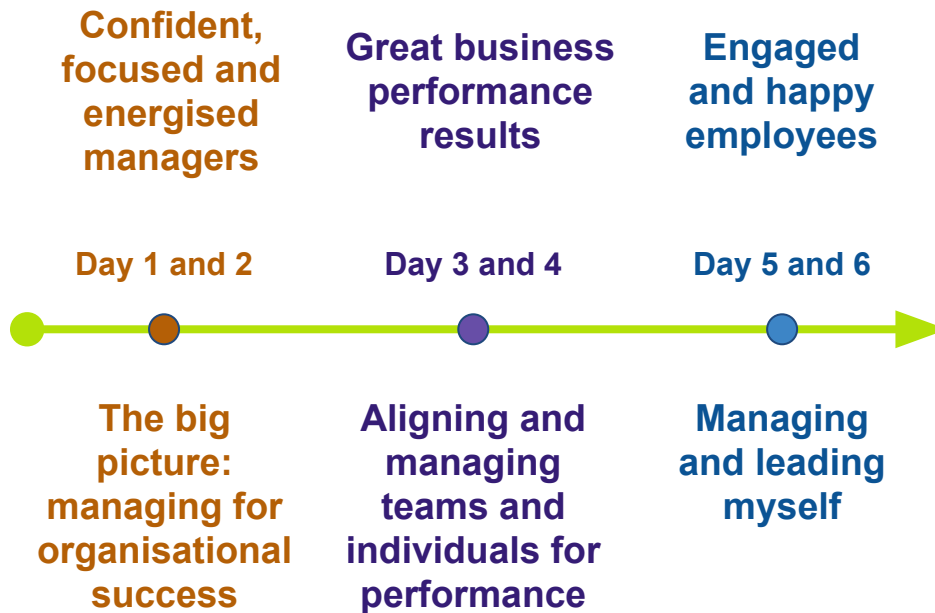 Confident,
focused and
energised
managers
Great business
performance
results
Engaged
and happy
employees
Day 1 and 2
Day 3 and 4
Day 5 and 6
The big
picture:
managing for
organisational
success
Aligning and
managing
teams and
individuals for
performance
Managing
and leading
myself